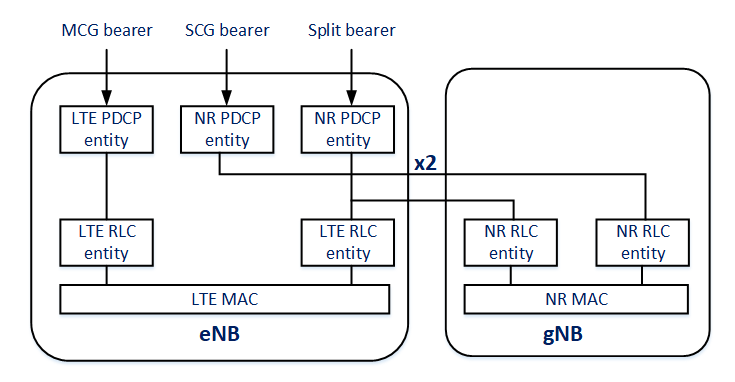 MCG bearer
SCG bearer
Split bearer
LTE PDCP
entity
NR PDCP
entity
NR PDCP
entity
x2
LTE RLC
entity
LTE RLC
entity
NR RLC
entity
NR RLC
entity
LTE MAC
NR MAC
eNB
gNB